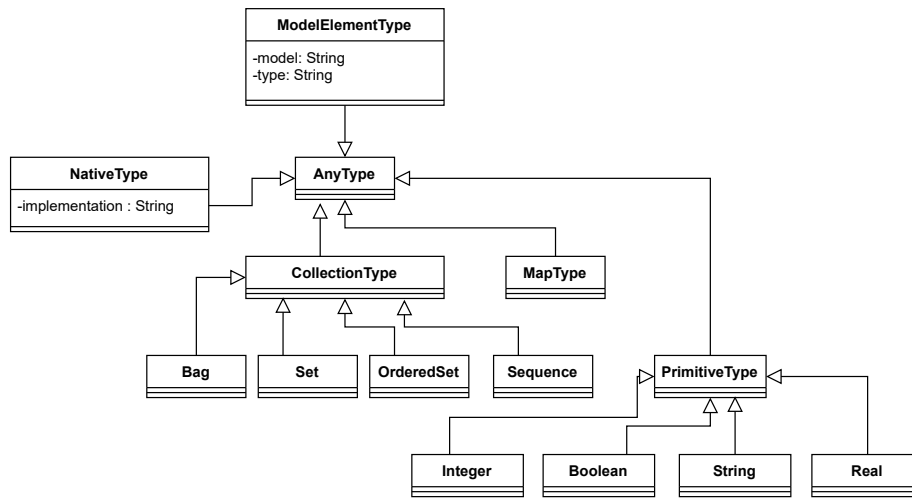 ModelElementType
-model: String
-type: String
NativeType
-implementation : String
AnyType
CollectionType
MapType
Bag
Set
OrderedSet
Sequence
PrimitiveType
Integer
Boolean
String
Real